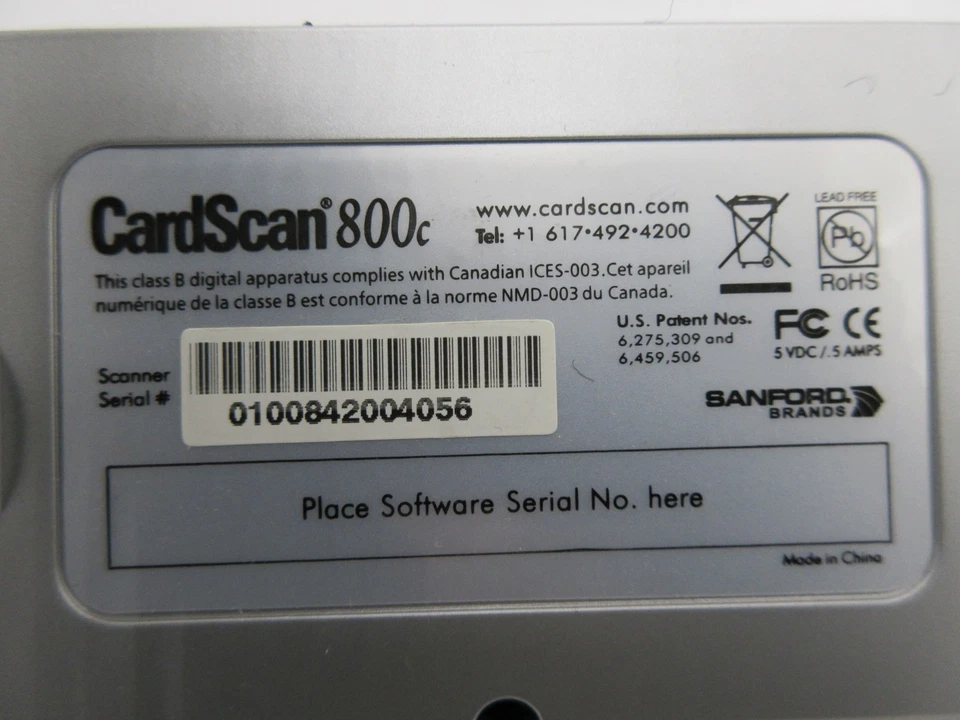 CardScan® 800c
www.cardscan.com
Tel: +1 617•492•4200
LEAD FREE
Pb
RoHS
This class B digital apparatus complies with Canadian ICES-003.Cet apareil
numérique de la classe B est conforme à la norme NMD-003 du Canada.
U.S. Patent Nos.
6,275,309 and
6,459,506
FC CE
5 VDC/.5 AMPS
Scanner
Serial #
0100842004056
SANFORD.
BRANDS
Place Software Serial No. here
Made in China